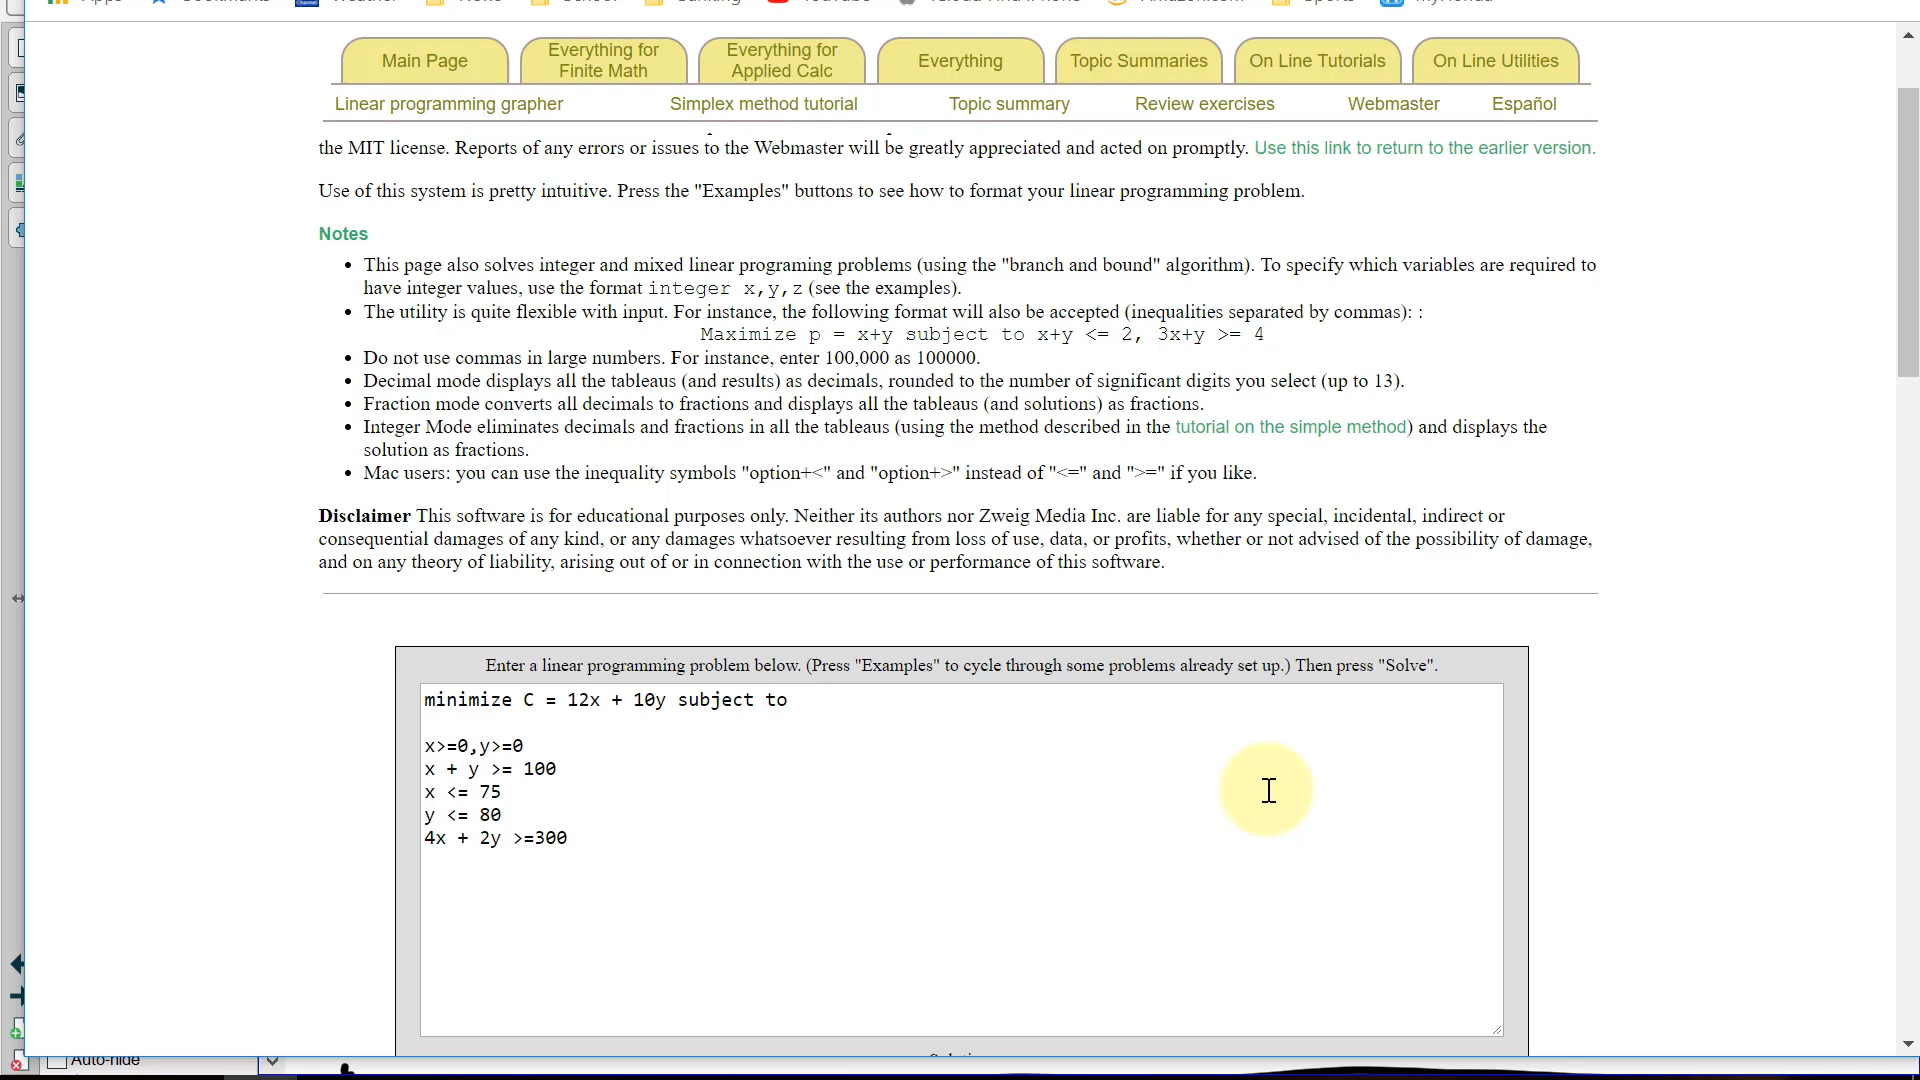 Main Page
Everything for
Finite Math
Everything for
Applied Calc
Everything
Topic Summaries
On Line Tutorials
On Line Utilities
Linear programming grapher
Simplex method tutorial
Topic summary
Review exercises
Webmaster
Español
the MIT license. Reports of any errors or issues to the Webmaster will be greatly appreciated and acted on promptly. Use this link to return to the earlier version.
Use of this system is pretty intuitive. Press the "Examples" buttons to see how to format your linear programming problem.
Notes
• This page also solves integer and mixed linear programing problems (using the "branch and bound" algorithm). To specify which variables are required to
have integer values, use the format integer x,y,z (see the examples).
• The utility is quite flexible with input. For instance, the following format will also be accepted (inequalities separated by commas): :
Maximize p = x+y subject to x+y <= 2, 3x+y >= 4
• Do not use commas in large numbers. For instance, enter 100,000 as 100000.
• Decimal mode displays all the tableaus (and results) as decimals, rounded to the number of significant digits you select (up to 13).
• Fraction mode converts all decimals to fractions and displays all the tableaus (and solutions) as fractions.
• Integer Mode eliminates decimals and fractions in all the tableaus (using the method described in the tutorial on the simple method) and displays the
solution as fractions.
• Mac users: you can use the inequality symbols "option+<" and "option+>" instead of "<=" and ">=" if you like.
Disclaimer This software is for educational purposes only. Neither its authors nor Zweig Media Inc. are liable for any special, incidental, indirect or
consequential damages of any kind, or any damages whatsoever resulting from loss of use, data, or profits, whether or not advised of the possibility of damage,
and on any theory of liability, arising out of or in connection with the use or performance of this software.
Enter a linear programming problem below. (Press "Examples" to cycle through some problems already set up.) Then press "Solve".
minimize C = 12x + 10y subject to
x>=0,y>=0
x + y >= 100
x <= 75
y <= 80
4x + 2y >=300
Auto-hide